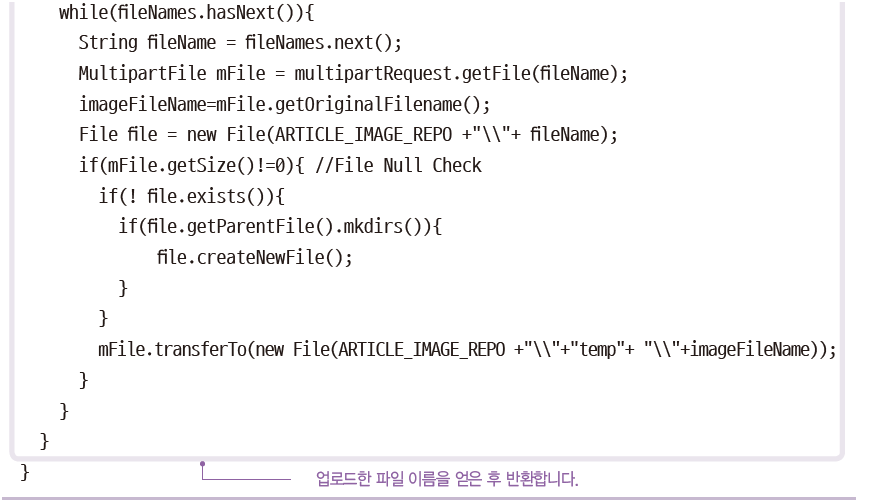 while(fileNames.hasNext()){
String fileName = fileNames.next();
MultipartFile mFile = multipartRequest.getFile(fileName);
imageFileName=mFile.getOriginalFilename();
File file = new File(ARTICLE_IMAGE_REPO +"\\"+ fileName);
if(mFile.getSize()!=0){ //File Null Check
if(! file.exists()){
if(file.getParentFile().mkdirs()){
file.createNewFile();
}
}
mFile.transferTo(new File(ARTICLE_IMAGE_REPO +"\\"+"temp"+ "\\"+imageFileName));
}
}
}
}
업로드한 파일 이름을 얻은 후 반환합니다.